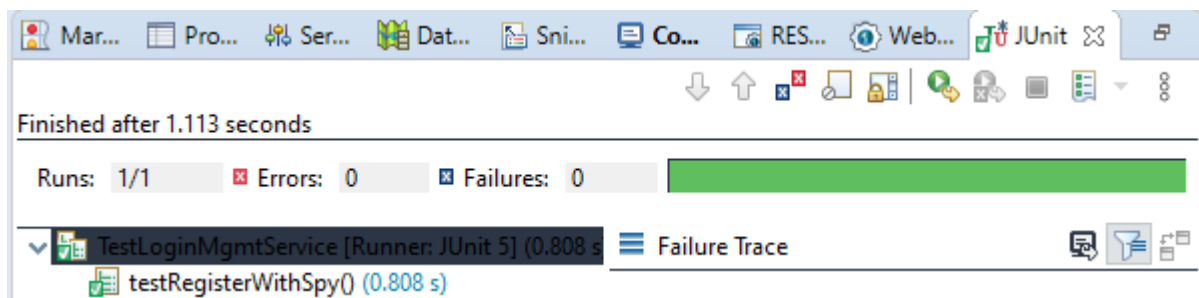 Mar... Pro... Ser... Dat... Sni... Co... RES... Web... JUnit
Finished after 1.113 seconds
Runs: 1/1 Errors: 0 Failures: 0
TestLoginMgmtService [Runner: JUnit 5] (0.808 s Failure Trace
testRegisterWithSpy() (0.808 s)